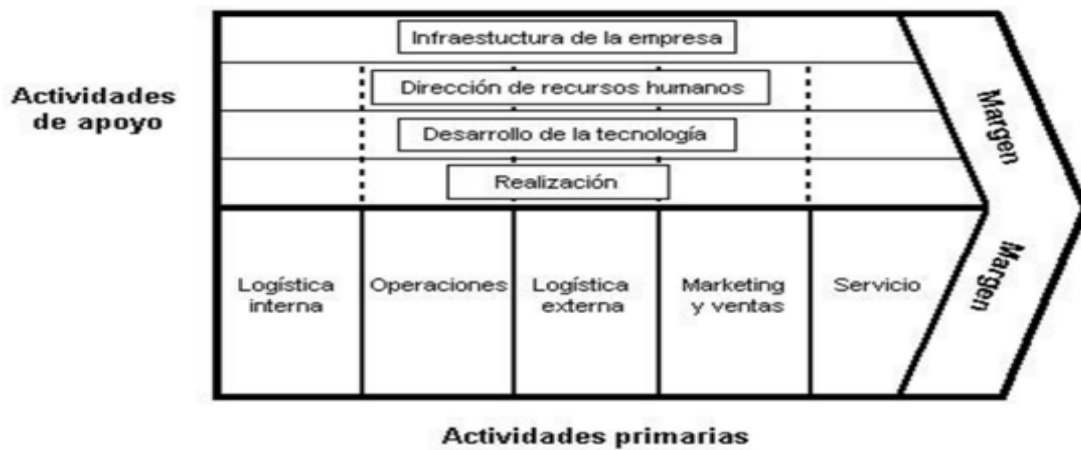 Infraestuctura de la empresa
Actividades
de apoyo
Dirección de recursos humanos
Desarrollo de la tecnología
Realización
Margen
Logística
interna
Operaciones
Logística
externa
Marketing
y ventas
Servicio
Margen
Actividades primarias